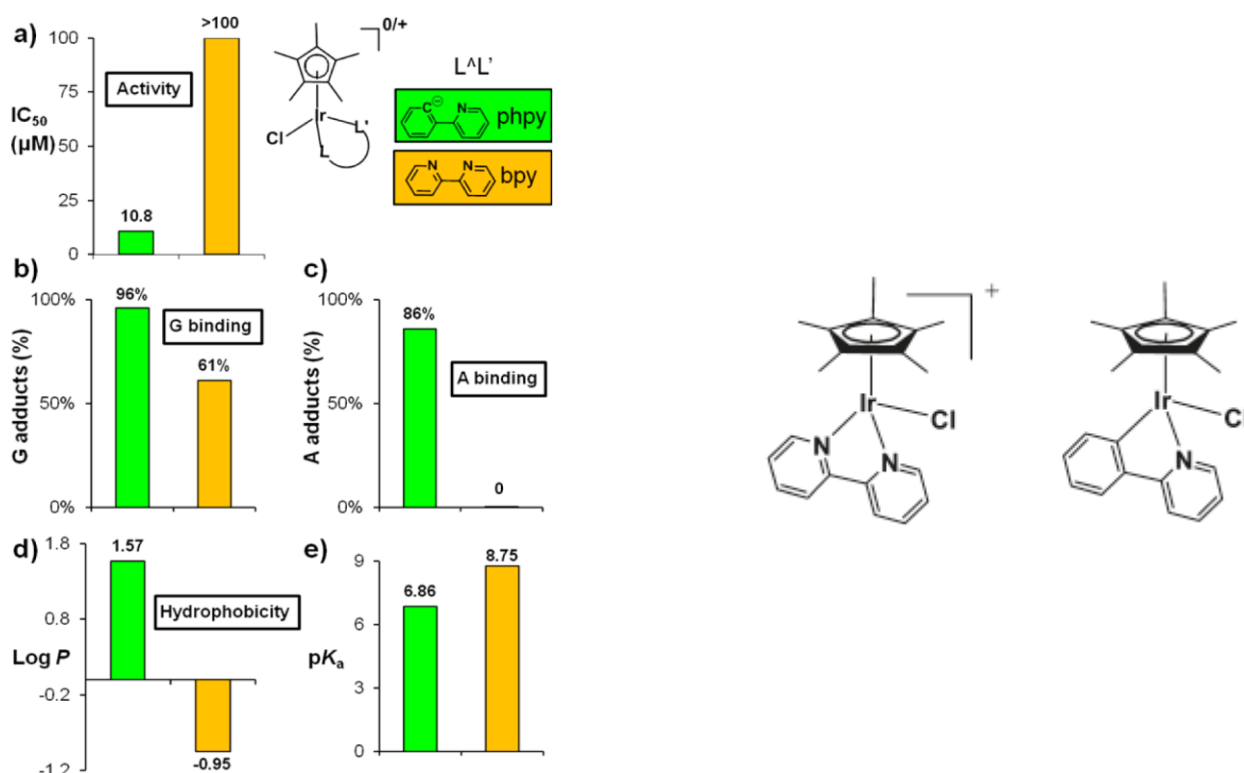 a)
100
75
50
25
0
IC50
(µM)
Activity
10.8
>100
0/+
Ir
Cl
L'
L
L^L'
C
⊖
N
phpy
N
N
bpy
b)
100%
50%
0%
G adducts (%)
96%
61%
G binding
c)
100%
50%
0%
A adducts (%)
86%
0
A binding
d)
1.8
0.8
-0.2
-1.2
Log P
1.57
-0.95
Hydrophobicity
e)
9
6
3
0
pKa
6.86
8.75
+
Ir
Cl
N
N
Ir
Cl
N